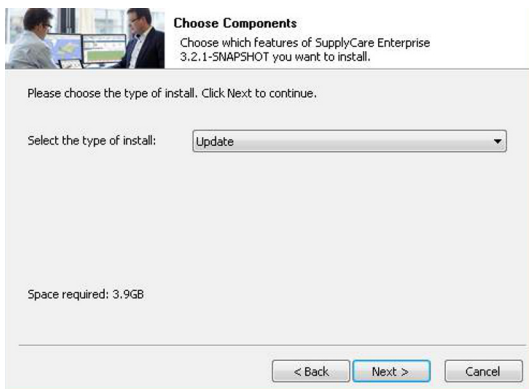 Choose Components
Choose which features of SupplyCare Enterprise
3.2.1-SNAPSHOT you want to install.
Please choose the type of install. Click Next to continue.
Select the type of install:
Update
Space required: 3.9GB
< Back
Next >
Cancel